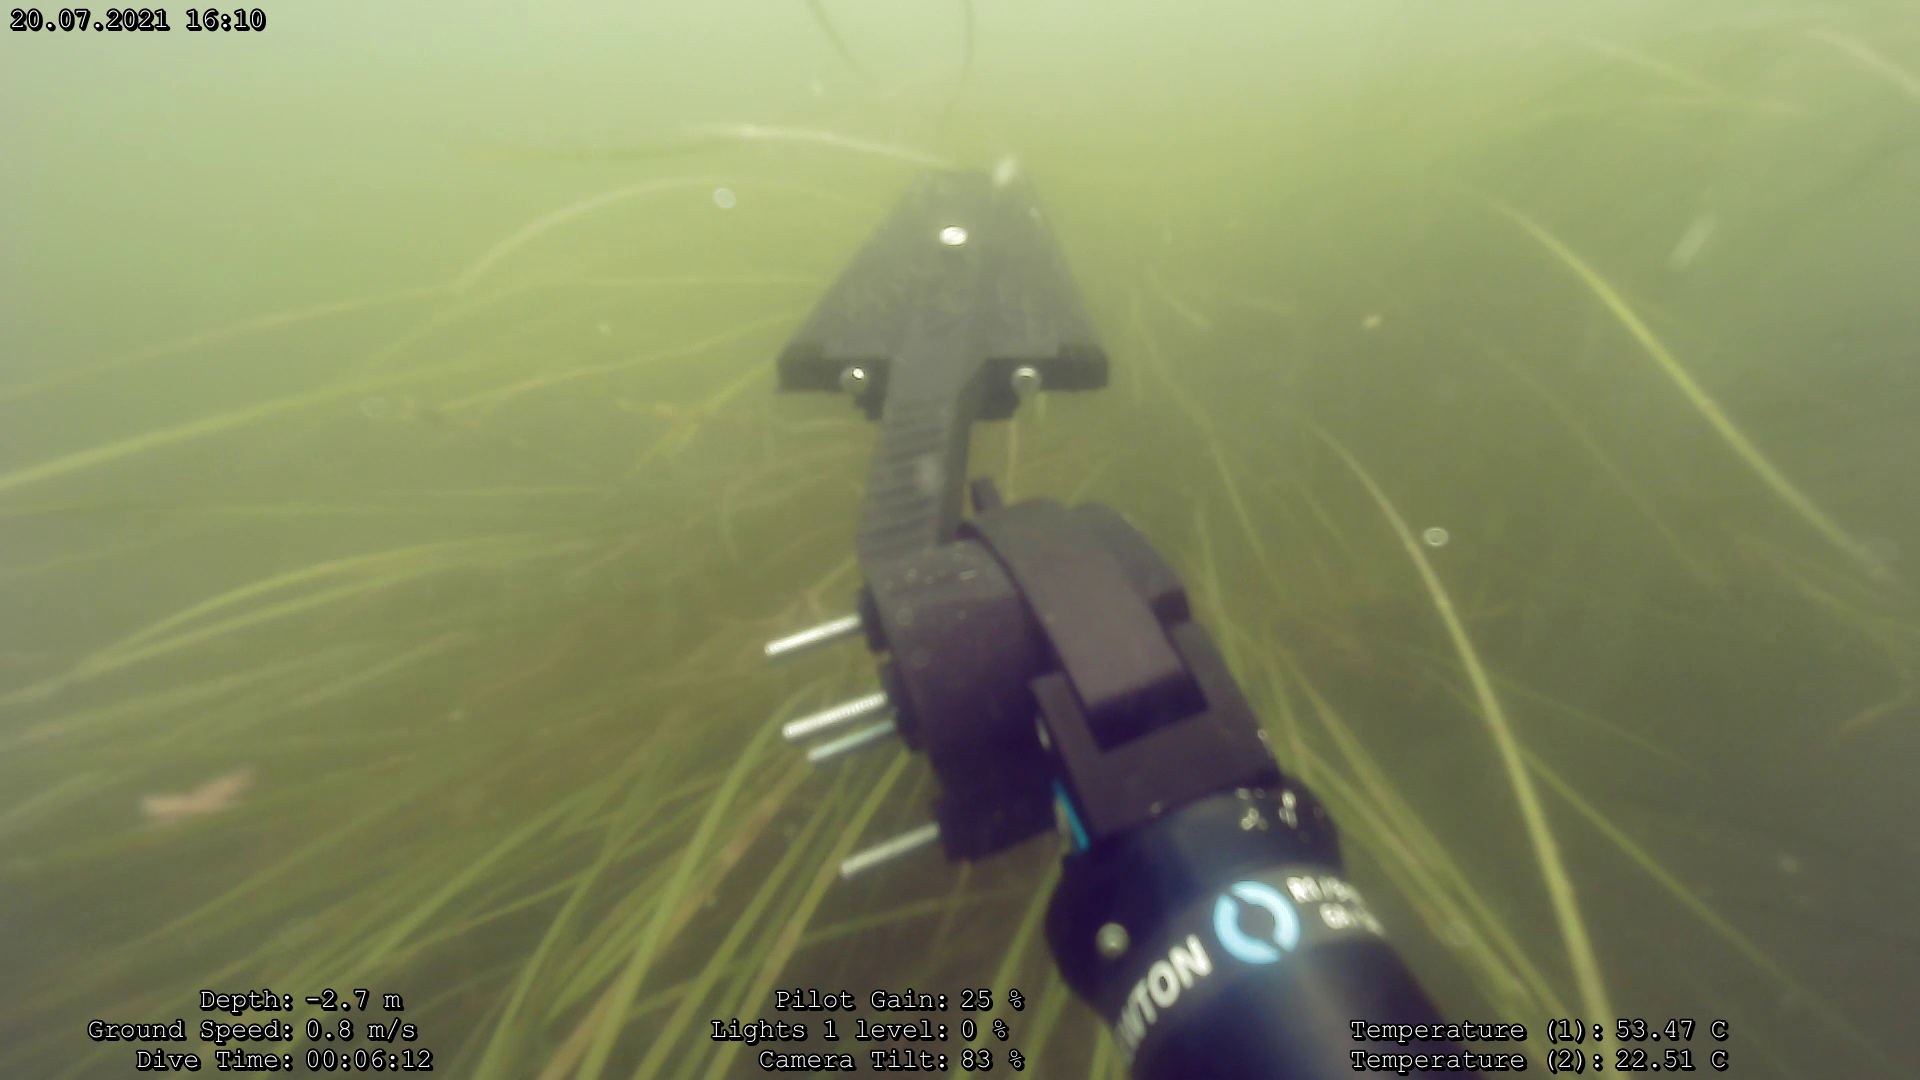 20.07.2021 16:10
Depth: -2.7 m
Ground Speed: 0.8 m/s
Dive Time: 00:06:12
Pilot Gain: 25 %
Lights 1 level: 0 %
Camera Tilt: 83 %
Temperature (1): 53.47 C
Temperature (2): 22.51 C